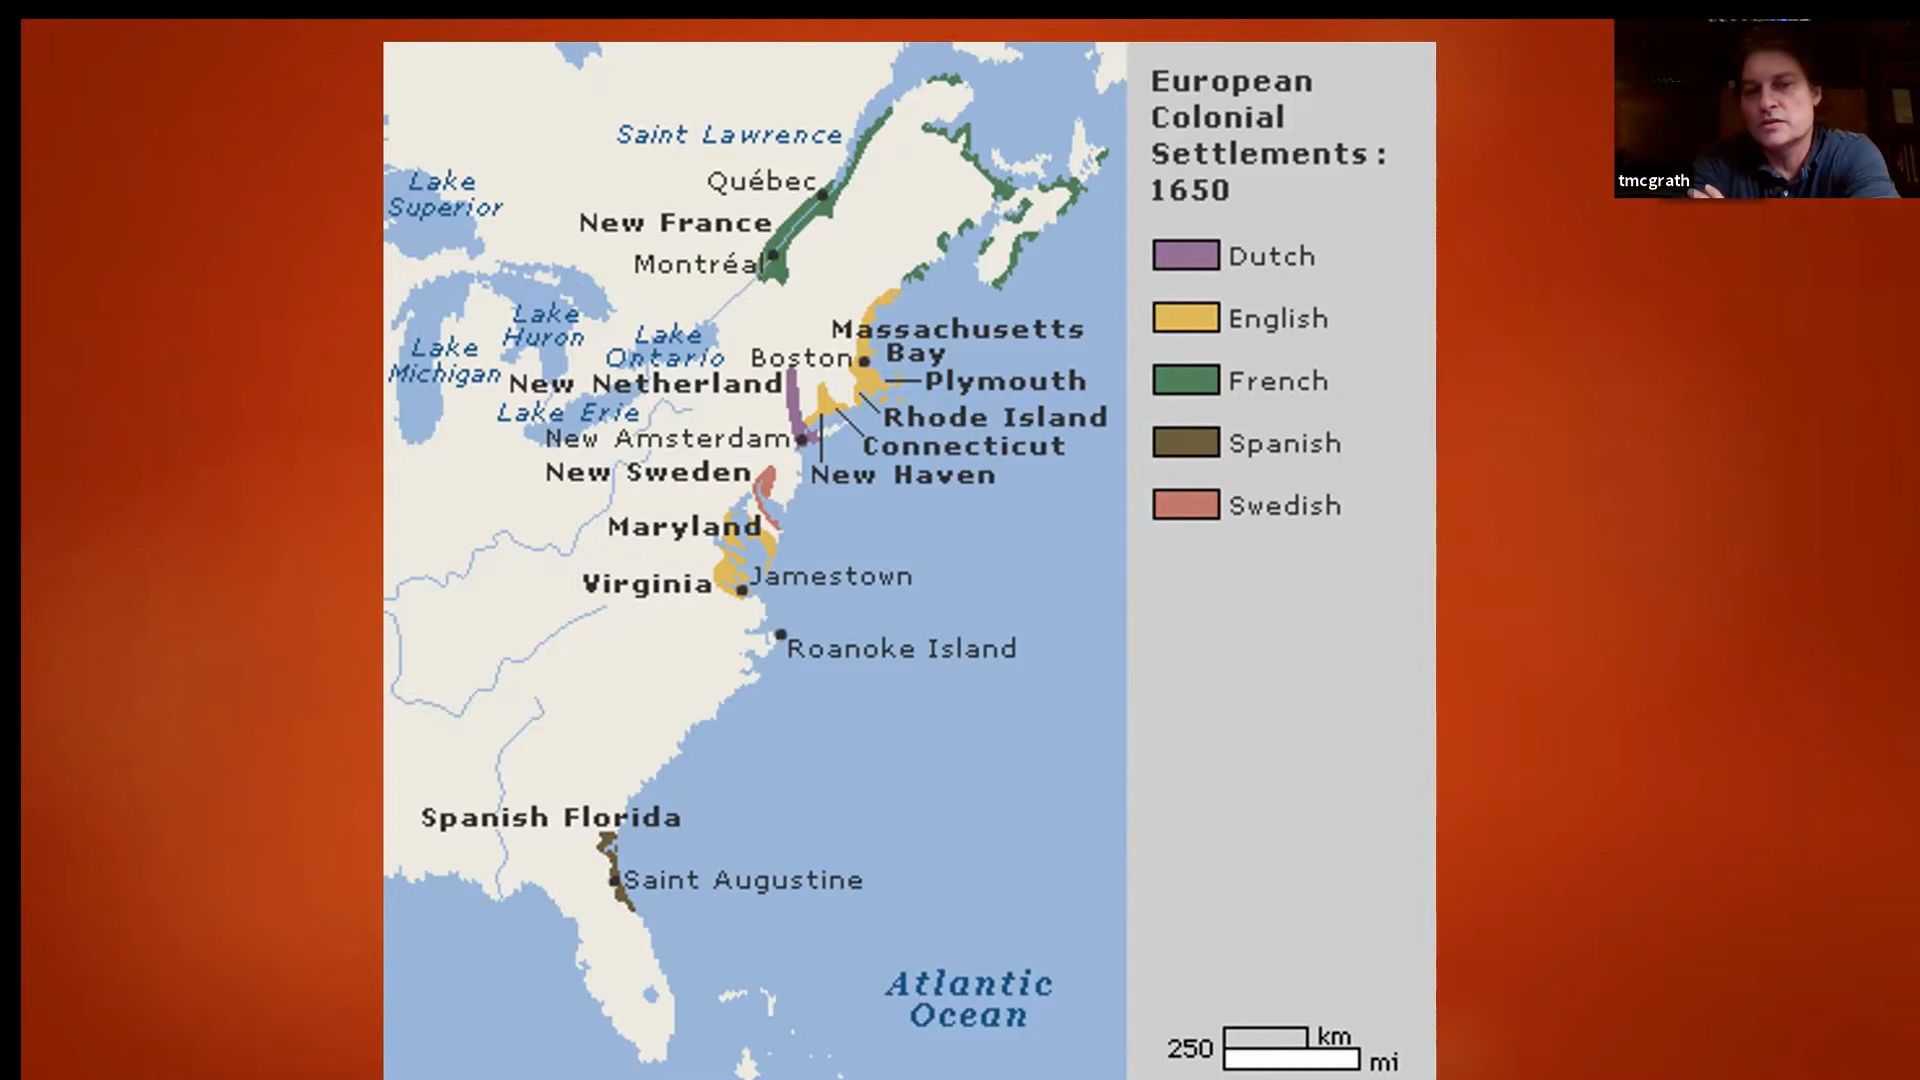 European
Colonial
Settlements:
1650
Dutch
English
French
Spanish
Swedish
250
km
mi
Saint Lawrence
Québec
New France
Montréal
Lake
Superior
Lake
Huron
Lake
Michigan
Lake
Ontario
Lake Erie
Massachusetts
Bay
Boston
Plymouth
New Netherland
Rhode Island
New Amsterdam
Connecticut
New Sweden
New Haven
Maryland
Virginia
Jamestown
Roanoke Island
Spanish Florida
Saint Augustine
Atlantic
Ocean
tmcgrath